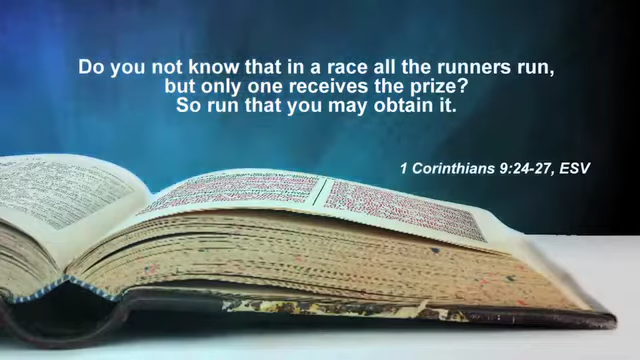 Do you not know that in a race all the runners run,
but only one receives the prize?
So run that you may obtain it.
1 Corinthians 9:24-27, ESV